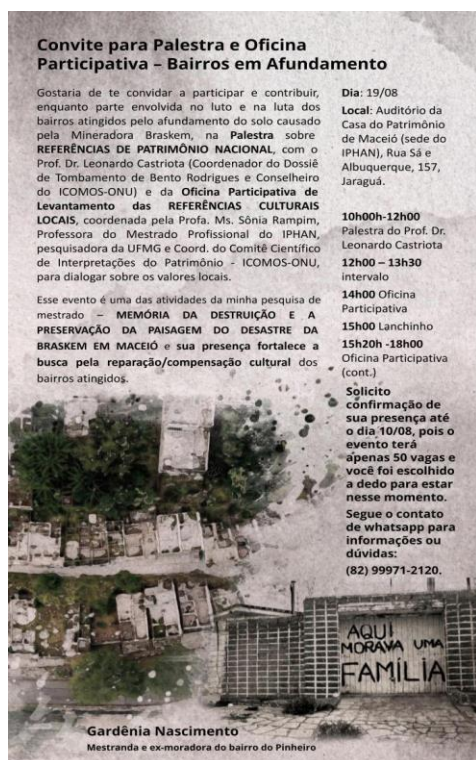 Convite para Palestra e Oficina
Participativa – Bairros em Afundamento
Gostaria de te convidar a participar e contribuir,
enquanto parte envolvida no luto e na luta dos
bairros atingidos pelo afundamento do solo causado
pela Mineradora Braskem, na Palestra sobre
REFERÊNCIAS DE PATRIMÔNIO NACIONAL, com o
Prof. Dr. Leonardo Castriota (Coordenador do Dossiê
de Tombamento de Bento Rodrigues e Conselheiro
do ICOMOS-ONU) e da Oficina Participativa de
Levantamento das REFERÊNCIAS CULTURAIS
LOCAIS, coordenada pela Profa. Ms. Sônia Rampim,
Professora do Mestrado Profissional do IPHAN,
pesquisadora da UFMG e Coord. do Comitê Científico
de Interpretações do Patrimônio - ICOMOS-ONU,
para dialogar sobre os valores locais.
Esse evento é uma das atividades da minha pesquisa de
mestrado – MEMÓRIA DA DESTRUIÇÃO E A
PRESERVAÇÃO DA PAISAGEM DO DESASTRE DA
BRASKEM EM MACEIÓ e sua presença fortalece a
busca pela reparação/compensação cultural dos
bairros atingidos.
Dia: 19/08
Local: Auditório da
Casa do Patrimônio
de Maceió (sede do
IPHAN), Rua Sá e
Albuquerque, 157,
Jaraguá.
10h00h-12h00
Palestra do Prof. Dr.
Leonardo Castriota
12h00 – 13h30
intervalo
14h00 Oficina
Participativa
15h00 Lanchinho
15h20h -18h00
Oficina Participativa
(cont.)
Solicito
confirmação de
sua presença até
o dia 10/08, pois o
evento terá
apenas 50 vagas e
você foi escolhido
a dedo para estar
nesse momento.
Segue o contato
de whatsapp para
informações ou
dúvidas:
(82) 99971-2120.
AQUI
MORAVA UMA
FAMÍLIA
Gardênia Nascimento
Mestranda e ex-moradora do bairro do Pinheiro